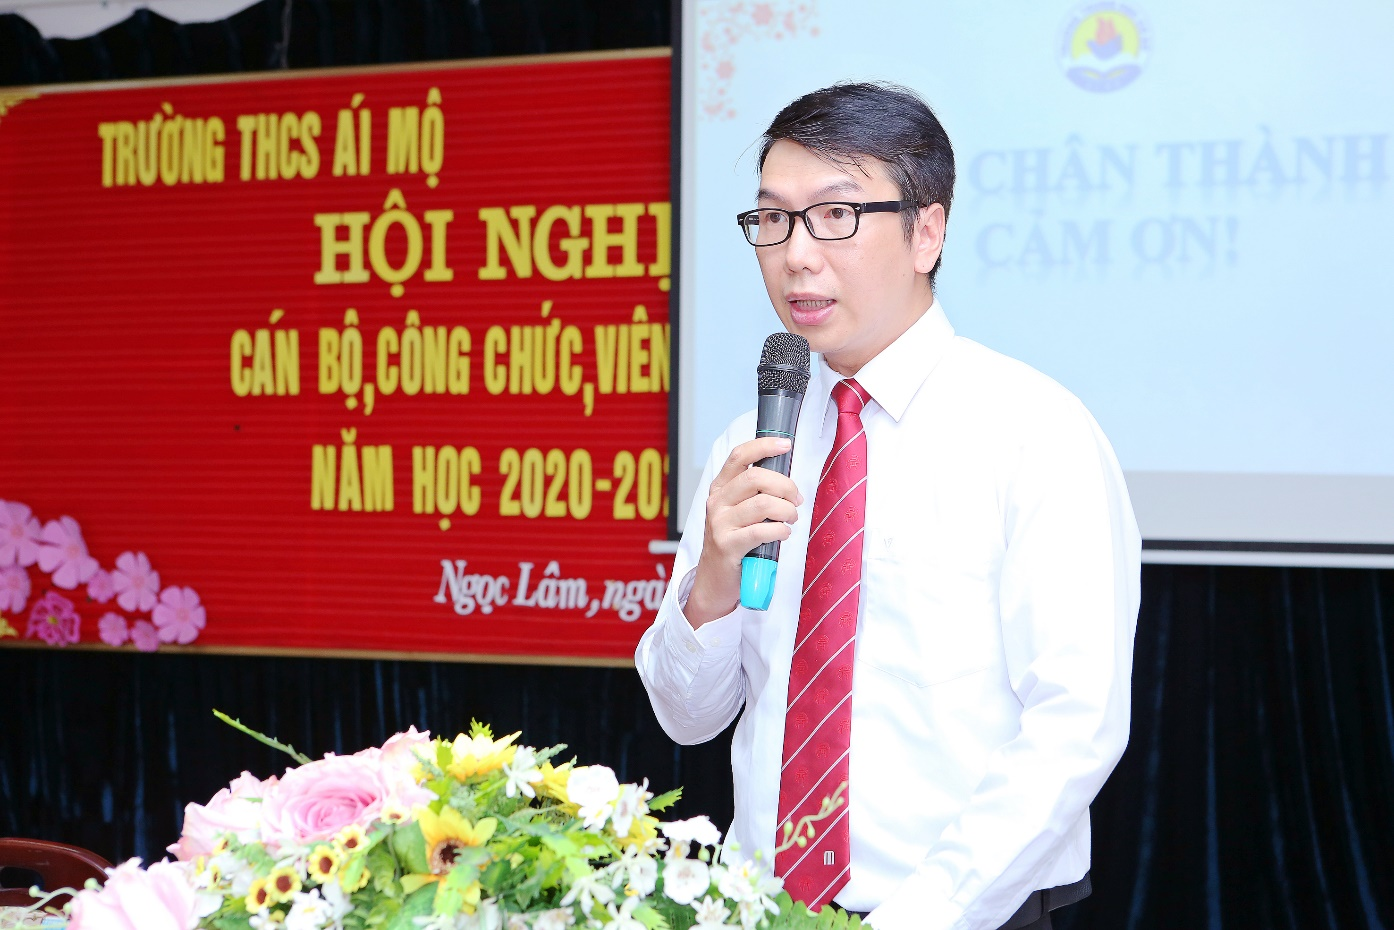 TRƯỜNG THCS ÁI MỘ
HỘI NGHỊ
CÁN BỘ,CÔNG CHỨC,VIÊN
NĂM HỌC 2020-202
Ngọc Lâm,ngà
CHÂN THÀNH
CẢM ƠN!